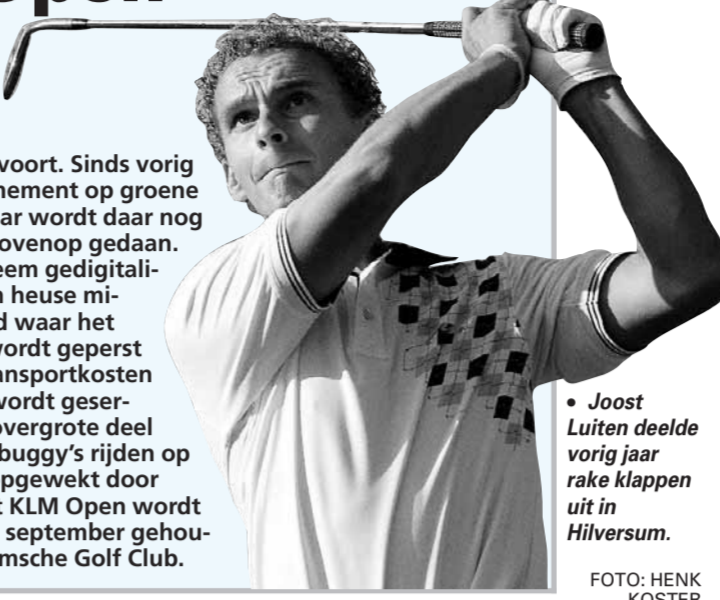 voort. Sinds vorig
nement op groene
ar wordt daar nog
ovenop gedaan.
eem gedigitali-
n heuse mi-
d waar het
wordt geperst
ansportkosten
wordt geser-
overgrote deel
buggy's rijden op
pgewekt door
t KLM Open wordt
september gehou-
msche Golf Club.
• Joost
Luiten deelde
vorig jaar
rake klappen
uit in
Hilversum.
FOTO: HENK
KOSTER